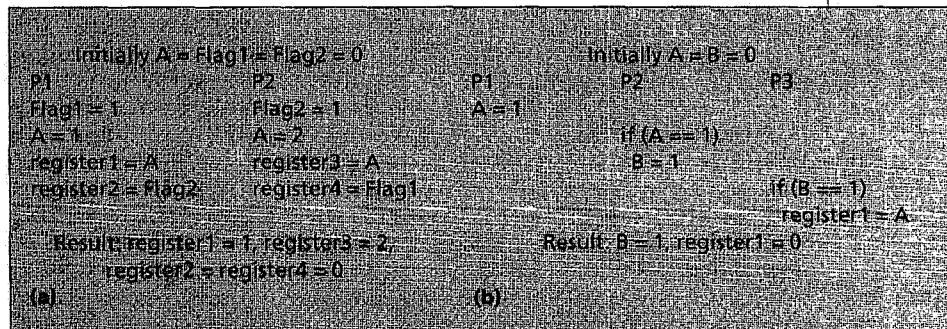 Initially A = Flag1 = Flag2 = 0
P1 P2
Flag1 = 1 Flag2 = 1
A = 1 A = 2
register1 = A register3 = A
register2 = Flag2 register4 = Flag1
Result: register1 = 1, register3 = 2,
register2 = register4 = 0
(a)
Initially A = B = 0
P1 P2 P3
A = 1
if (A == 1)
B = 1
if (B == 1)
register1 = A
Result: B = 1, register1 = 0
(b)